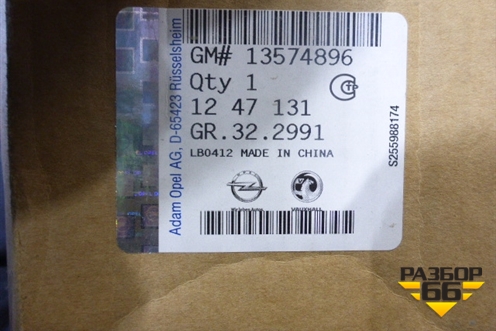 GM# 13574896
Qty 1
12 47 131
GR.32.2991
LB0412 MADE IN CHINA
VAUXHALL
Adam Opel AG, D-65423 Rüsselsheim
S255988174
РАЗБОР
66